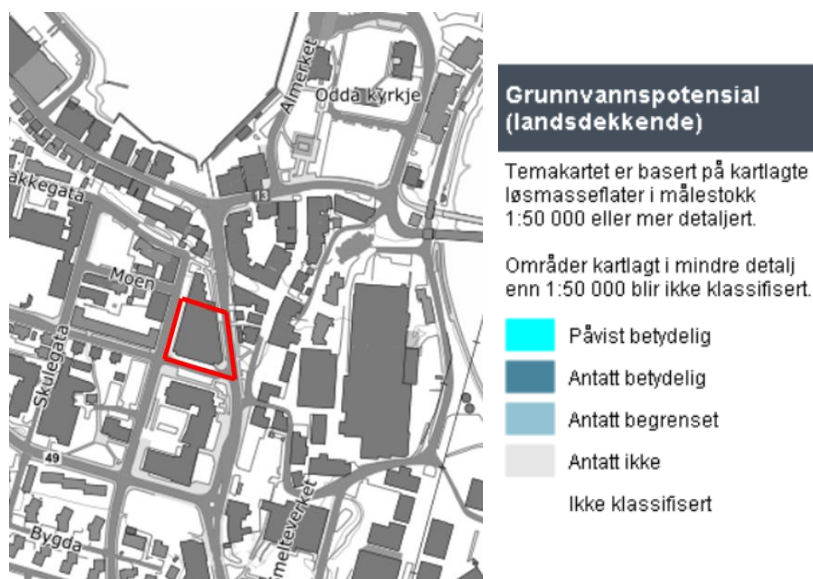 Odda kyrkje
Almerket
akkegata
13
Moen
Skulegata
49
Bygda
melteverket
Grunnvannspotensial
(landsdekkende)
Temakartet er basert på kartlagte
løsmasseflater i målestokk
1:50 000 eller mer detaljert.
Områder kartlagt i mindre detalj
enn 1:50 000 blir ikke klassifisert.
Påvist betydelig
Antatt betydelig
Antatt begrenset
Antatt ikke
Ikke klassifisert